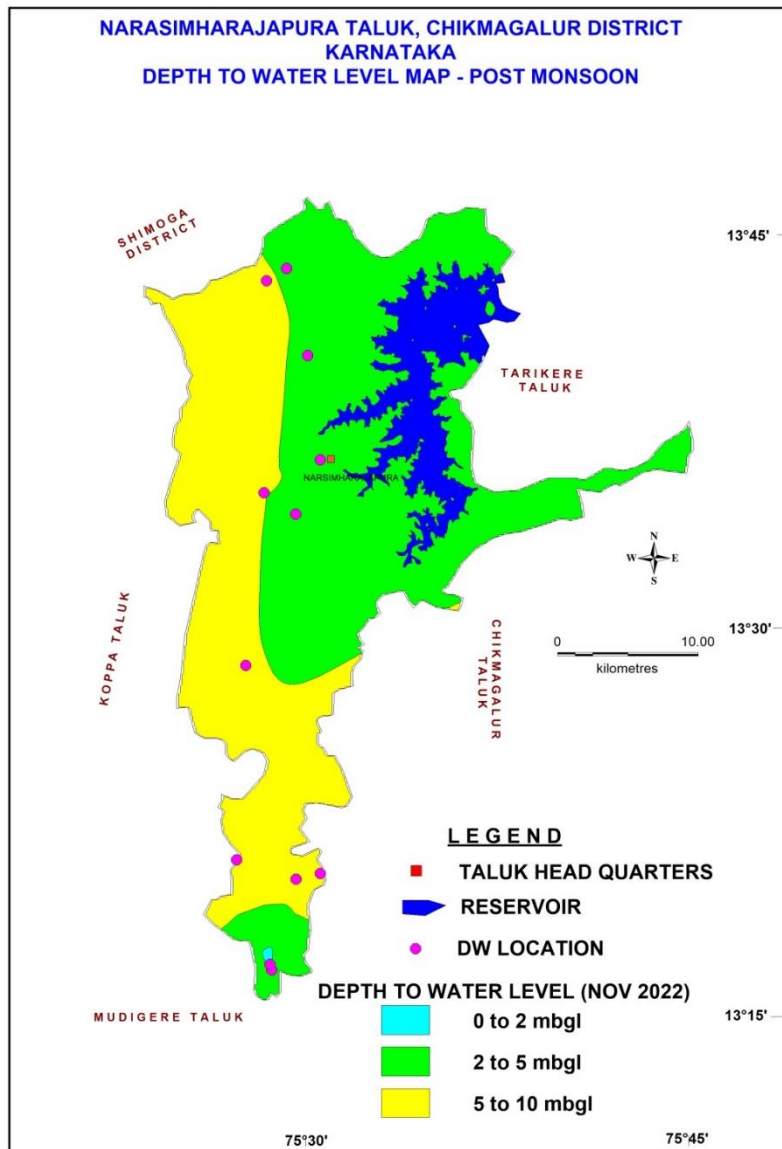 NARASIMHARAJAPURA TALUK, CHIKMAGALUR DISTRICT
KARNATAKA
DEPTH TO WATER LEVEL MAP - POST MONSOON
SHIMOGA
DISTRICT
13°45'
TARIKERE
TALUK
NARSIMHARAJAPURA
N
W E
S
KOPPA TALUK
CHIKMAGALUR
TALUK
13°30'
0 10.00
kilometres
LEGEND
TALUK HEAD QUARTERS
RESERVOIR
DW LOCATION
DEPTH TO WATER LEVEL (NOV 2022)
MUDIGERE TALUK
13°15'
0 to 2 mbgl
2 to 5 mbgl
5 to 10 mbgl
75°30'
75°45'